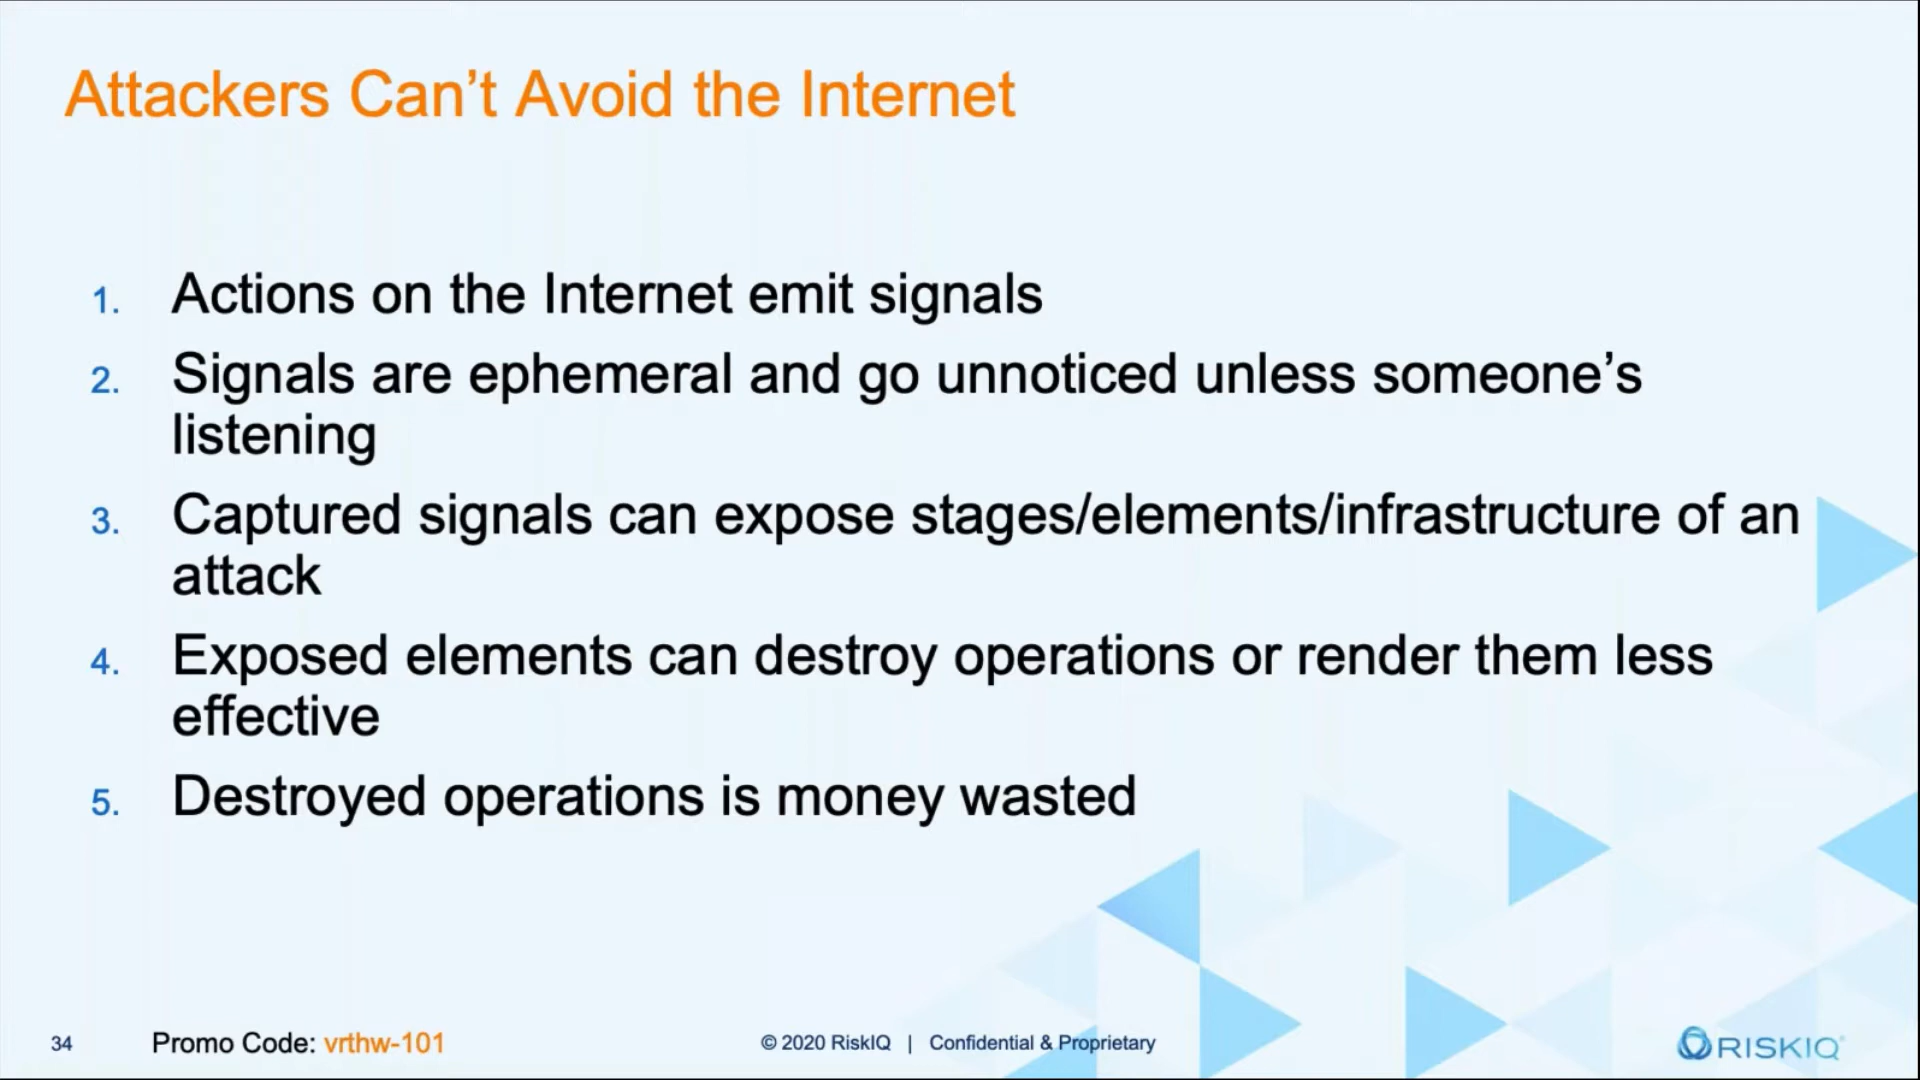 Attackers Can’t Avoid the Internet
1. Actions on the Internet emit signals
2. Signals are ephemeral and go unnoticed unless someone’s
listening
3. Captured signals can expose stages/elements/infrastructure of an
attack
4. Exposed elements can destroy operations or render them less
effective
5. Destroyed operations is money wasted
34 Promo Code: vrthw-101 © 2020 RiskIQ | Confidential & Proprietary RISKIQ